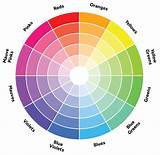 Reds
Oranges
Yellows
Yellow
Greens
Greens
Blue
Greens
Blues
Blue
Violets
Violets
Mauves
Mauve
Pinks
Pinks